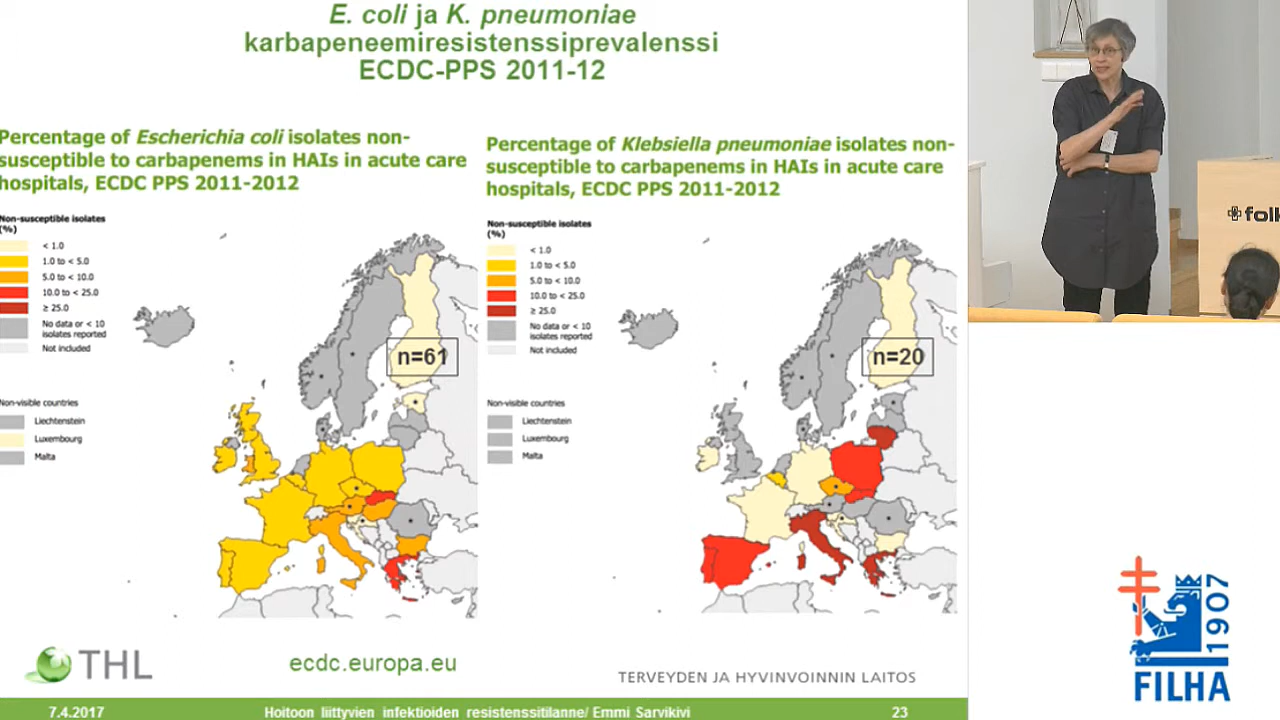 E. coli ja K. pneumoniae
karbapeneemiresistenssiprevalenssi
ECDC-PPS 2011-12
Percentage of Escherichia coli isolates non-
susceptible to carbapenems in HAIs in acute care
hospitals, ECDC PPS 2011-2012
Non-susceptible isolates
(%)
< 1.0
1.0 to < 5.0
5.0 to < 10.0
10.0 to < 25.0
≥ 25.0
No data or < 10
isolates reported
Not included
Non-visible countries
Liechtenstein
Luxembourg
Malta
n=61
Percentage of Klebsiella pneumoniae isolates non-
susceptible to carbapenems in HAIs in acute care
hospitals, ECDC PPS 2011-2012
Non-susceptible isolates
(%)
< 1.0
1.0 to < 5.0
5.0 to < 10.0
10.0 to < 25.0
≥ 25.0
No data or < 10
isolates reported
Not included
Non-visible countries
Liechtenstein
Luxembourg
Malta
n=20
THL
ecdc.europa.eu
TERVEYDEN JA HYVINVOINNIN LAITOS
7.4.2017
Hoitoon liittyvien infektioiden resistenssitilanne/ Emmi Sarvikivi
23
folk
1907
FILHA